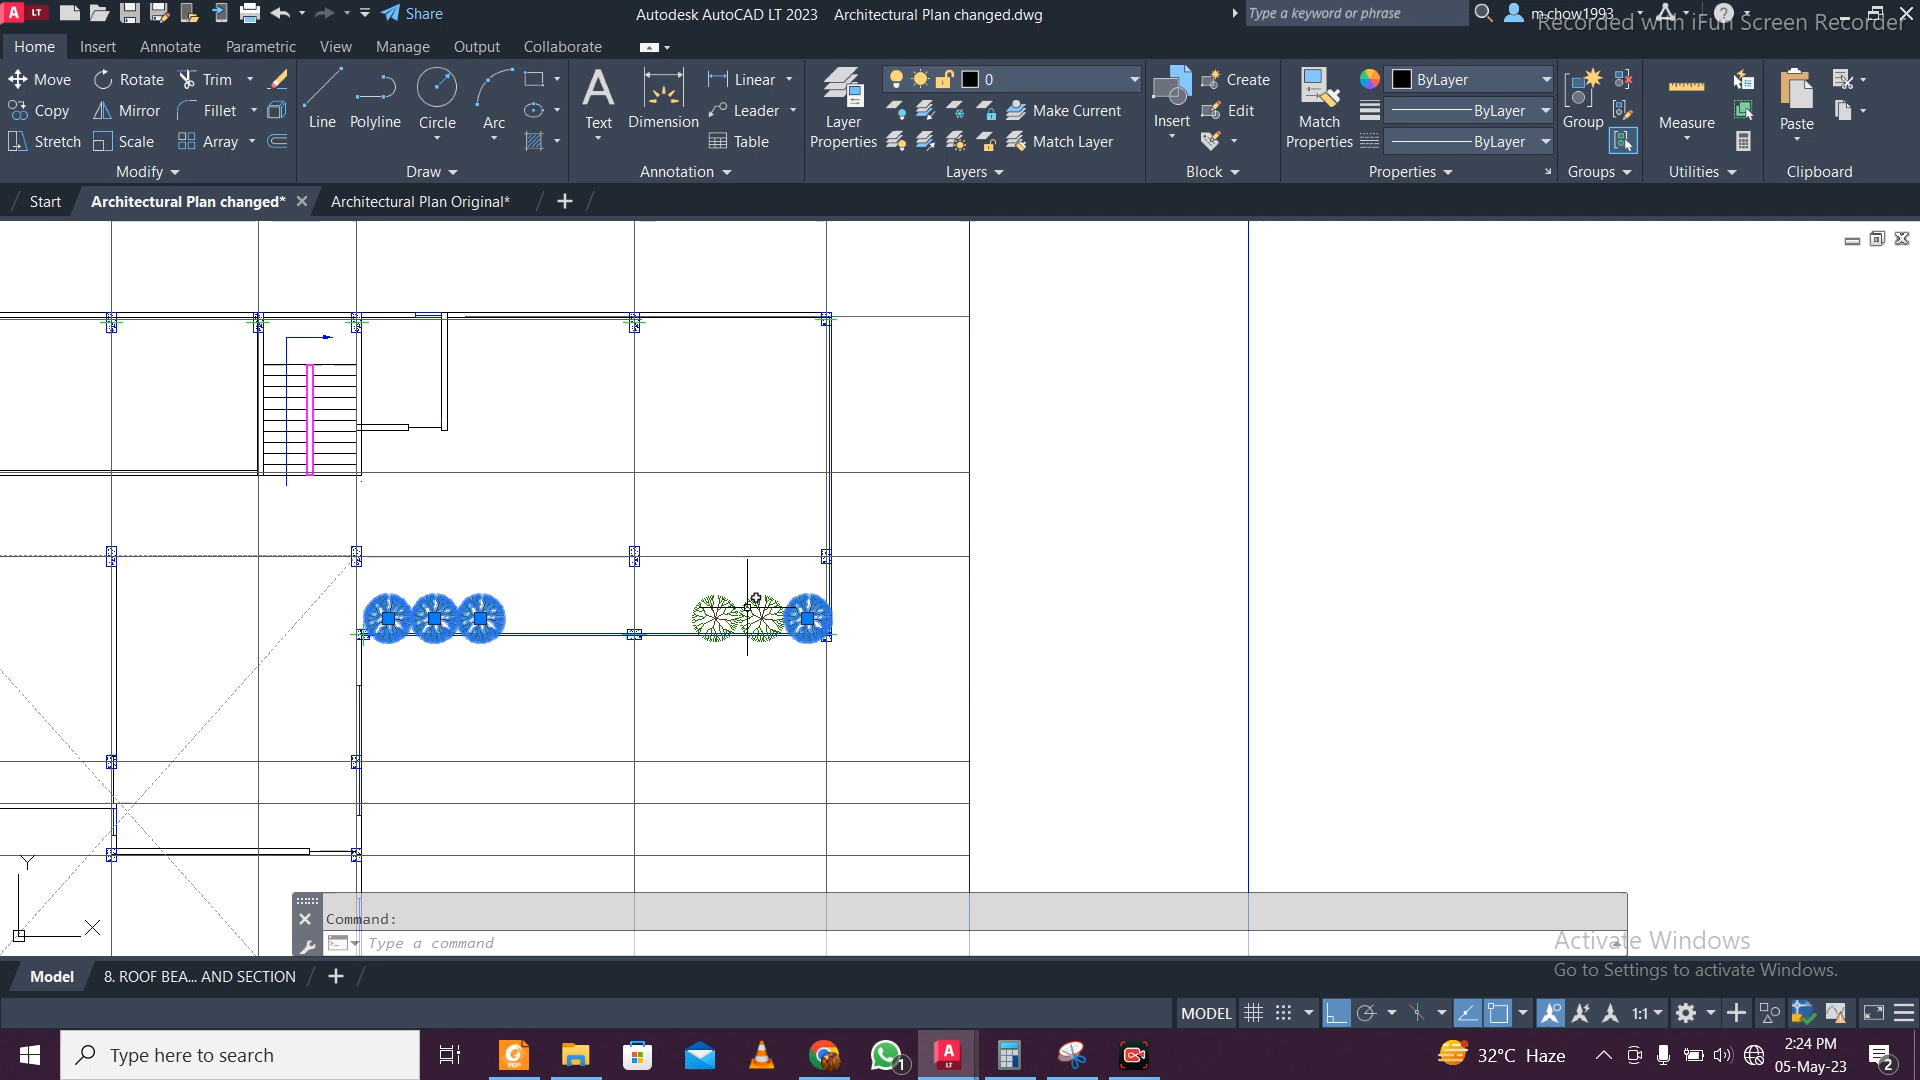 LT
Share
Autodesk AutoCAD LT 2023 Architectural Plan changed.dwg
Type a keyword or phrase
m.chow1993
Recorded with iFun Screen Recorder
Home Insert Annotate Parametric View Manage Output Collaborate
Move Rotate Trim
Copy Mirror Fillet
Stretch Scale Array
Modify
Line Polyline Circle Arc
Draw
Text Dimension
Linear
Leader
Table
Annotation
Layer
Properties
0
Make Current
Match Layer
Layers
Insert
Create
Edit
Block
Match
Properties
ByLayer
ByLayer
ByLayer
Properties
Group
Groups
Measure
Utilities
Paste
Clipboard
Start Architectural Plan changed* Architectural Plan Original*
Y
X
Command:
Type a command
Activate Windows
Go to Settings to activate Windows.
Model 8. ROOF BEA... AND SECTION
MODEL 1:1
Type here to search
PDF
1
A
LT
32°C Haze
2:24 PM
05-May-23
2